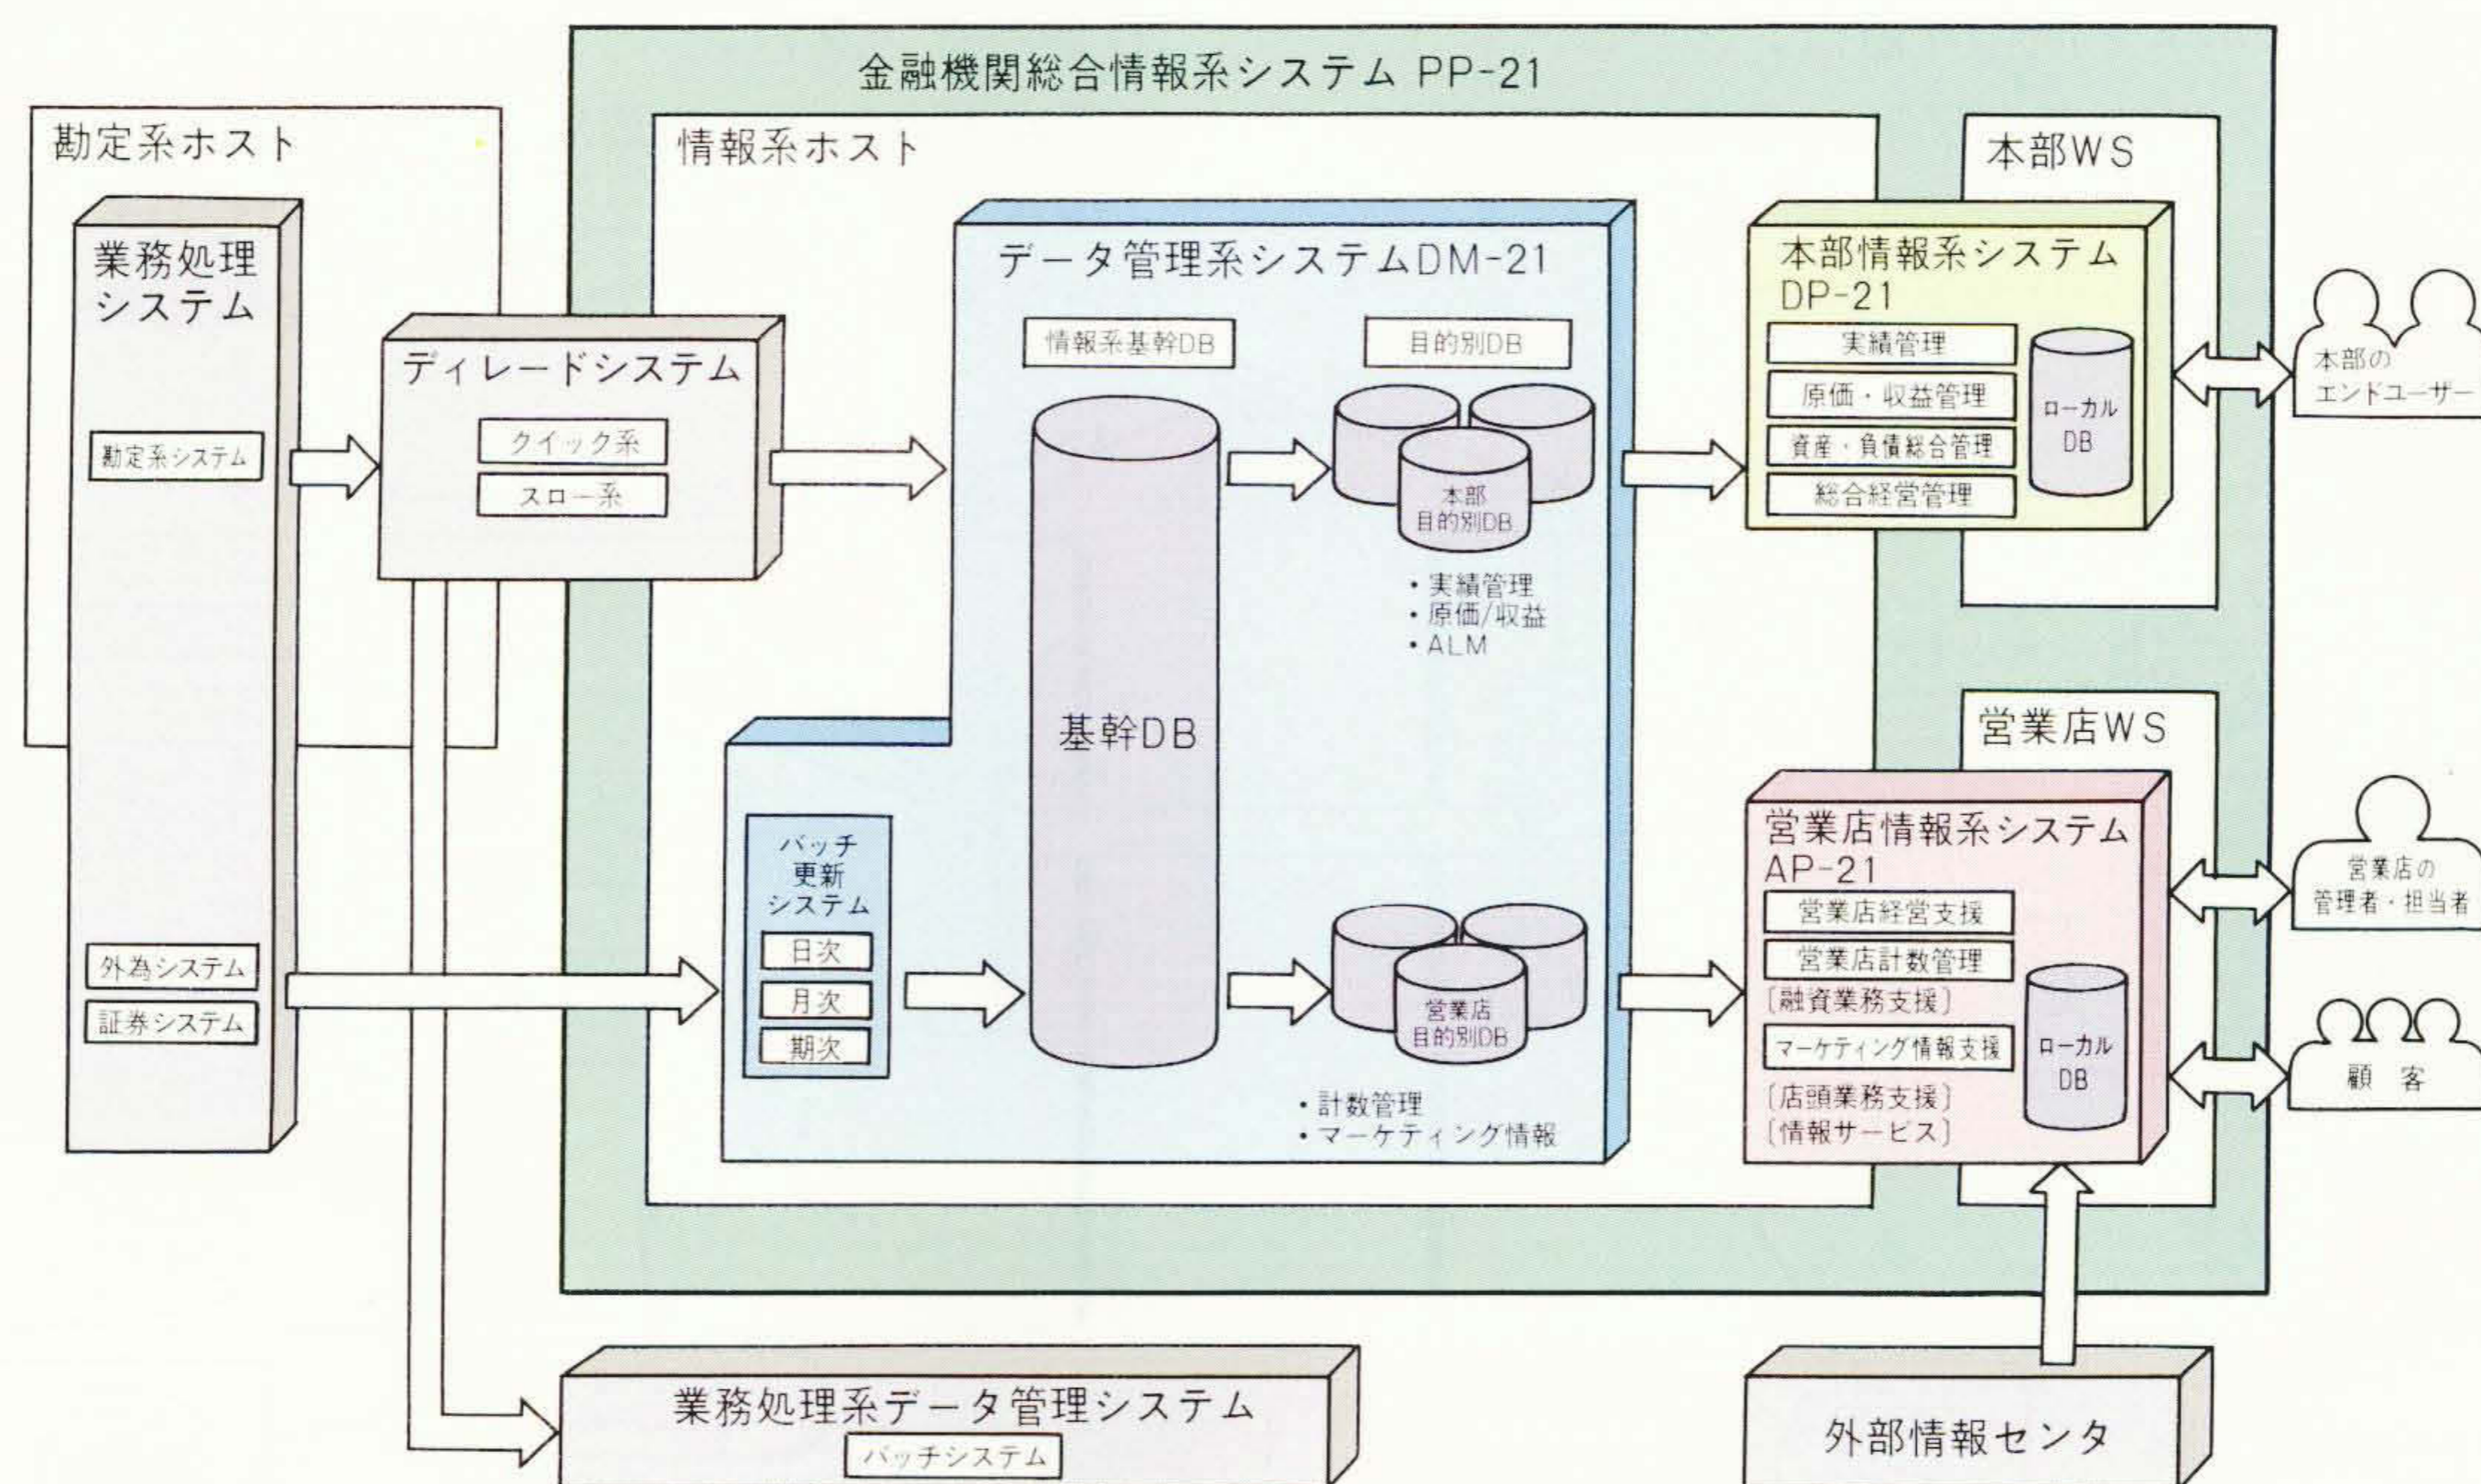 金融機関総合情報系システム PP-21
勘定系ホスト
業務処理
システム
勘定系システム
外為システム
証券システム
ディレードシステム
クイック系
スロー系
情報系ホスト
データ管理系システムDM-21
情報系基幹DB
目的別DB
基幹DB
本部
目的別DB
・実績管理
・原価/収益
・ALM
バッチ
更新
システム
日次
月次
期次
営業店
目的別DB
・計数管理
・マーケティング情報
本部WS
本部情報系システム
DP-21
実績管理
原価・収益管理
資産・負債総合管理
総合経営管理
ローカル
DB
本部の
エンドユーザー
営業店WS
営業店情報系システム
AP-21
営業店経営支援
営業店計数管理
〔融資業務支援〕
マーケティング情報支援
〔店頭業務支援〕
〔情報サービス〕
ローカル
DB
営業店の
管理者・担当者
顧 客
業務処理系データ管理システム
バッチシステム
外部情報センタ